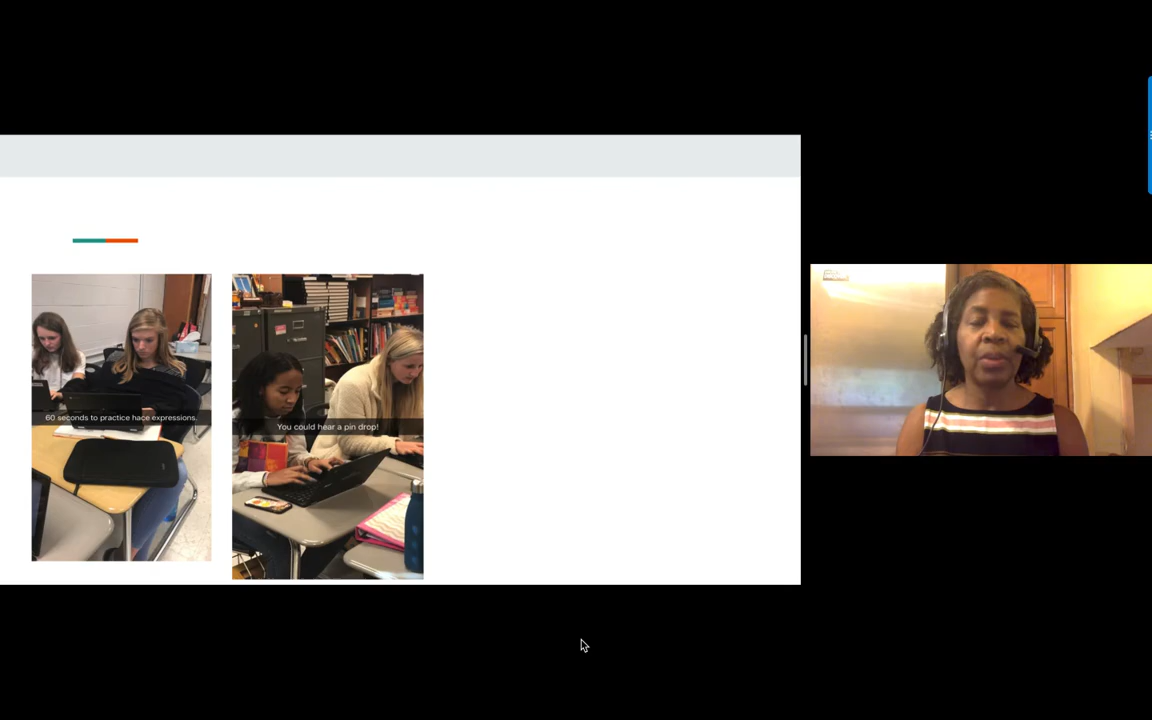 60 seconds to practice hace expressions.
You could hear a pin drop!